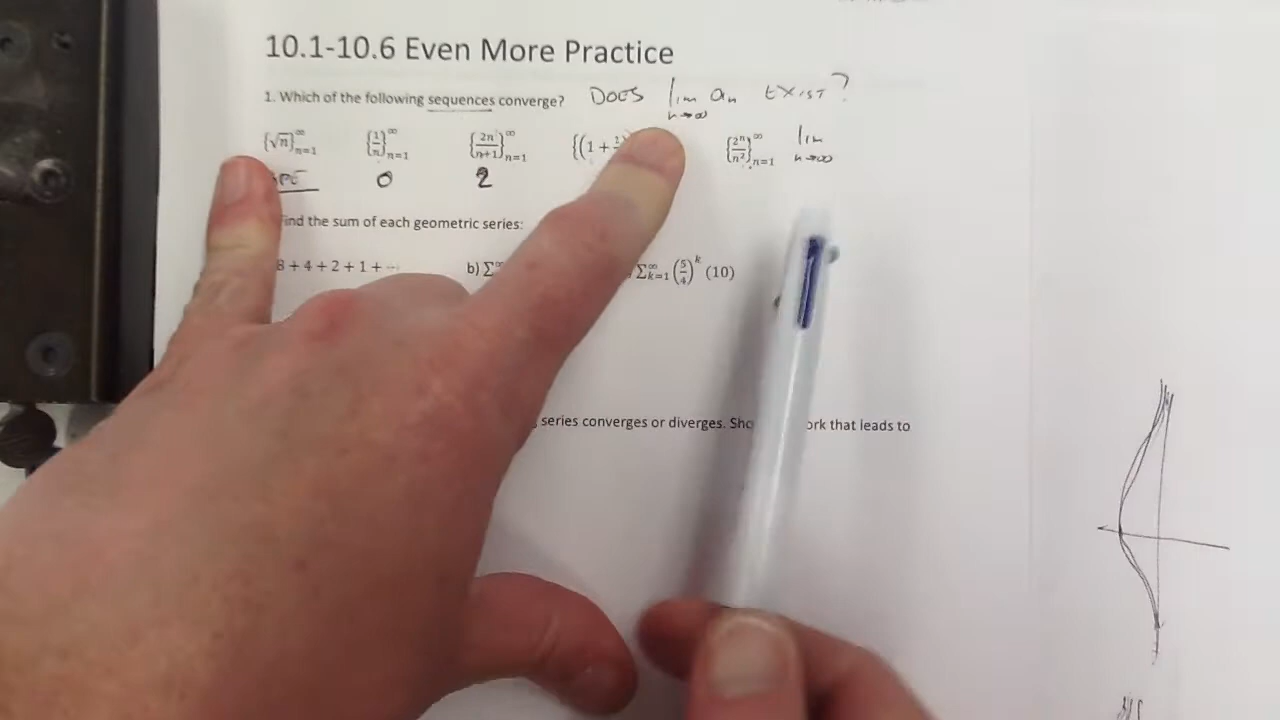 10.1-10.6 Even More Practice
1. Which of the following sequences converge? DOES lim n→∞ an EXIST?
{√n}∞n=1 {1/n}∞n=1 {2n/n+1}∞n=1 {(1+ {2^n/n^2}∞n=1 lim n→∞
0 2
ind the sum of each geometric series:
8 + 4 + 2 + 1 + ⋯ b) Σ∞ Σ∞k=1 (5/4)^k (10)
series converges or diverges. Sho ork that leads to